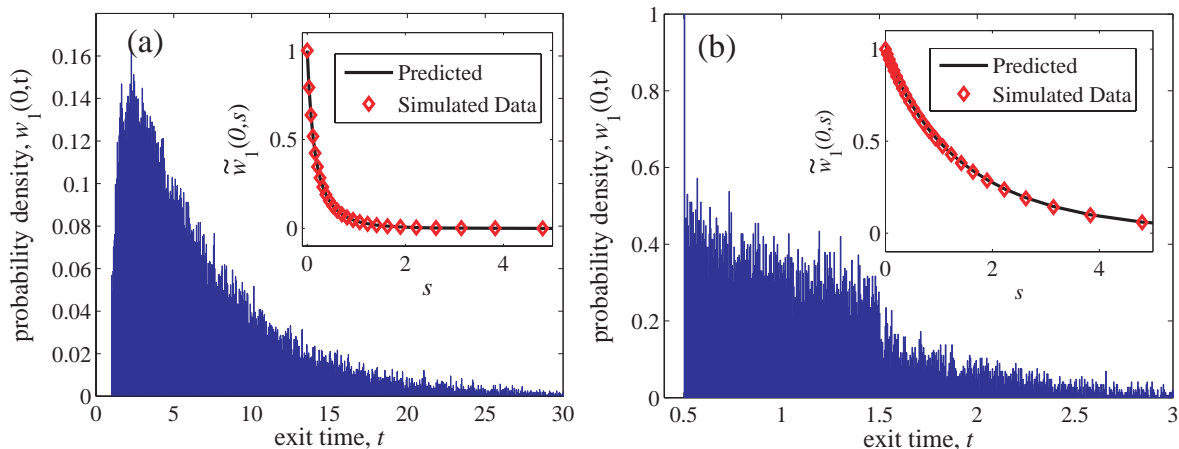 (a)
probability density, w₁(0,t)
0.16
0.14
0.12
0.1
0.08
0.06
0.04
0.02
0
0 5 10 15 20 25 30
exit time, t
w̃₁(0,s)
1
0.5
0
0 2 4
s
Predicted
Simulated Data
(b)
probability density, w₁(0,t)
1
0.8
0.6
0.4
0.2
0
0.5 1 1.5 2 2.5 3
exit time, t
w̃₁(0,s)
1
0.5
0
0 2 4
s
Predicted
Simulated Data